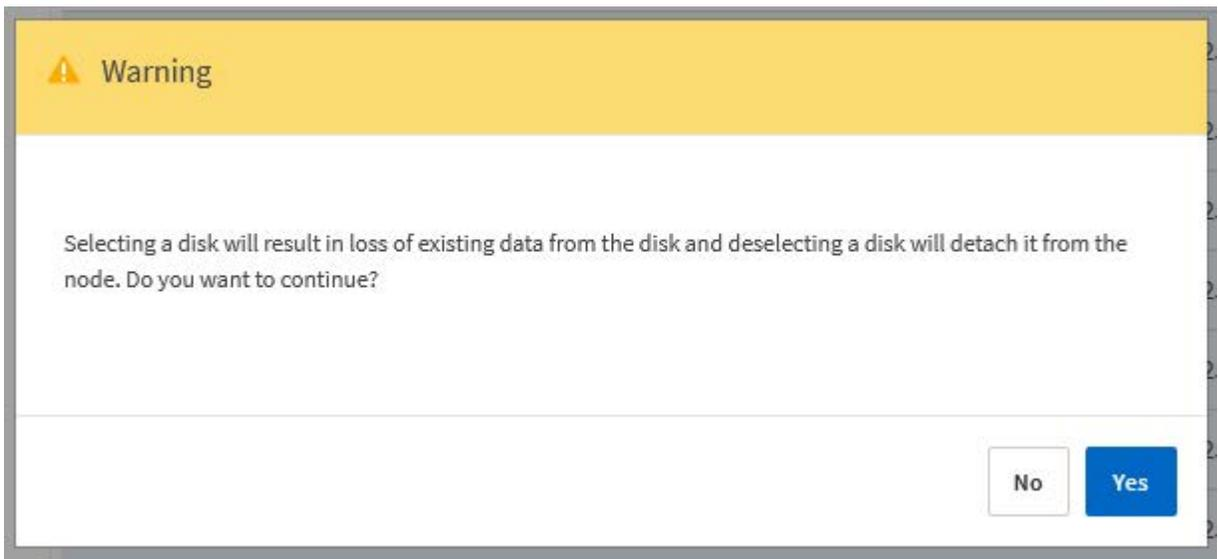 Warning
Selecting a disk will result in loss of existing data from the disk and deselecting a disk will detach it from the
node. Do you want to continue?
No
Yes